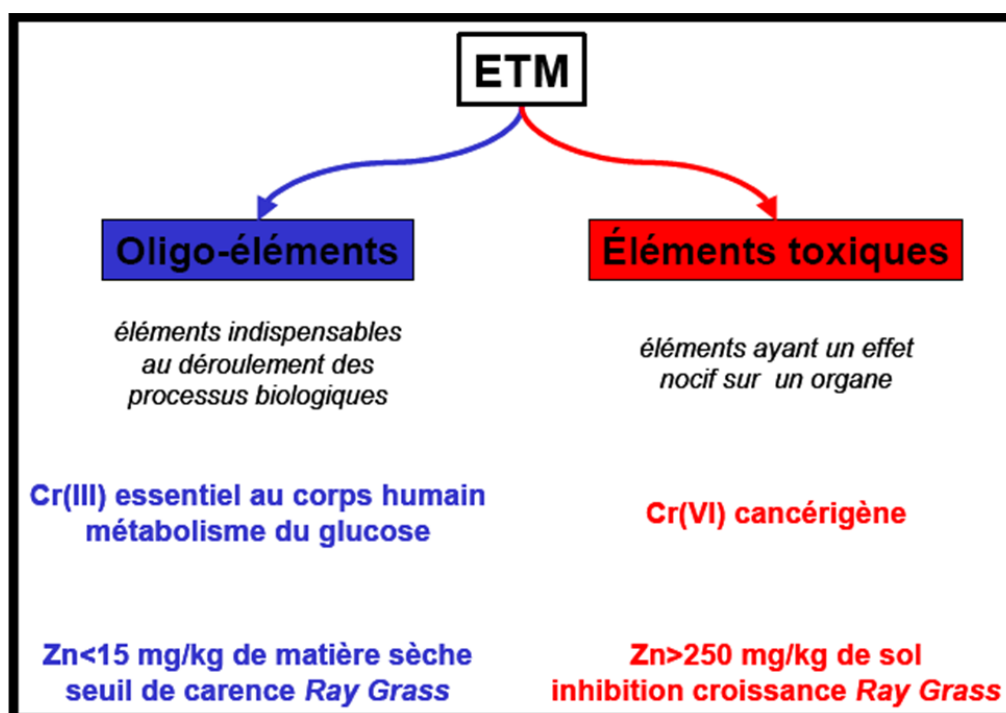 ETM
Oligo-éléments
Éléments toxiques
éléments indispensables
au déroulement des
processus biologiques
éléments ayant un effet
nocif sur un organe
Cr(III) essentiel au corps humain
métabolisme du glucose
Cr(VI) cancérigène
Zn<15 mg/kg de matière sèche
seuil de carence Ray Grass
Zn>250 mg/kg de sol
inhibition croissance Ray Grass